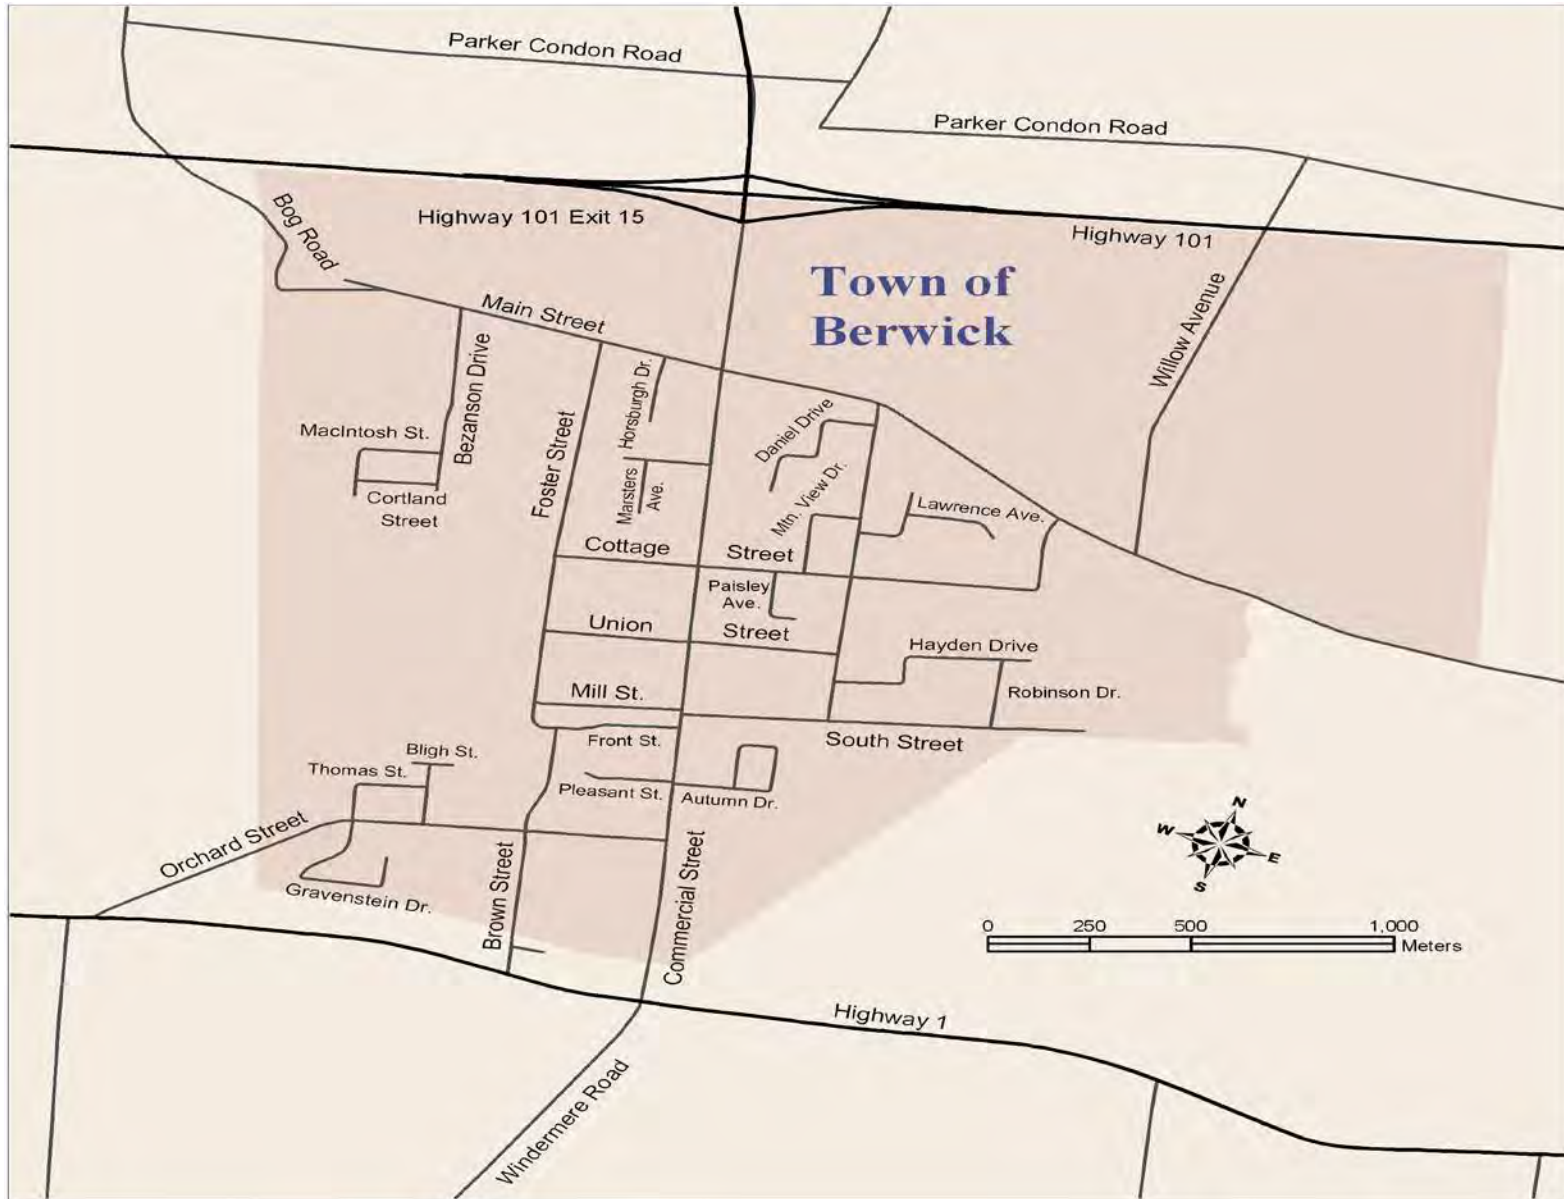 Parker Condon Road
Parker Condon Road
Bog Road
Highway 101 Exit 15
Highway 101
Town of
Berwick
Main Street
Willow Avenue
Bezanson Drive
Horsburgh Dr.
Foster Street
Daniel Drive
MacIntosh St.
Marsters
Ave.
Mtn. View Dr.
Cortland
Street
Lawrence Ave.
Cottage Street
Paisley
Ave.
Union Street
Hayden Drive
Mill St.
Robinson Dr.
Front St.
South Street
Bligh St.
Thomas St.
Pleasant St.
Autumn Dr.
Orchard Street
Gravenstein Dr.
Brown Street
Commercial Street
N
W
E
S
0 250 500 1,000
Meters
Highway 1
Windermere Road